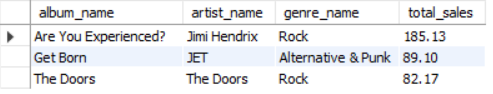 album_name artist_name genre_name total_sales
Are You Experienced? Jimi Hendrix Rock 185.13
Get Born JET Alternative & Punk 89.10
The Doors The Doors Rock 82.17